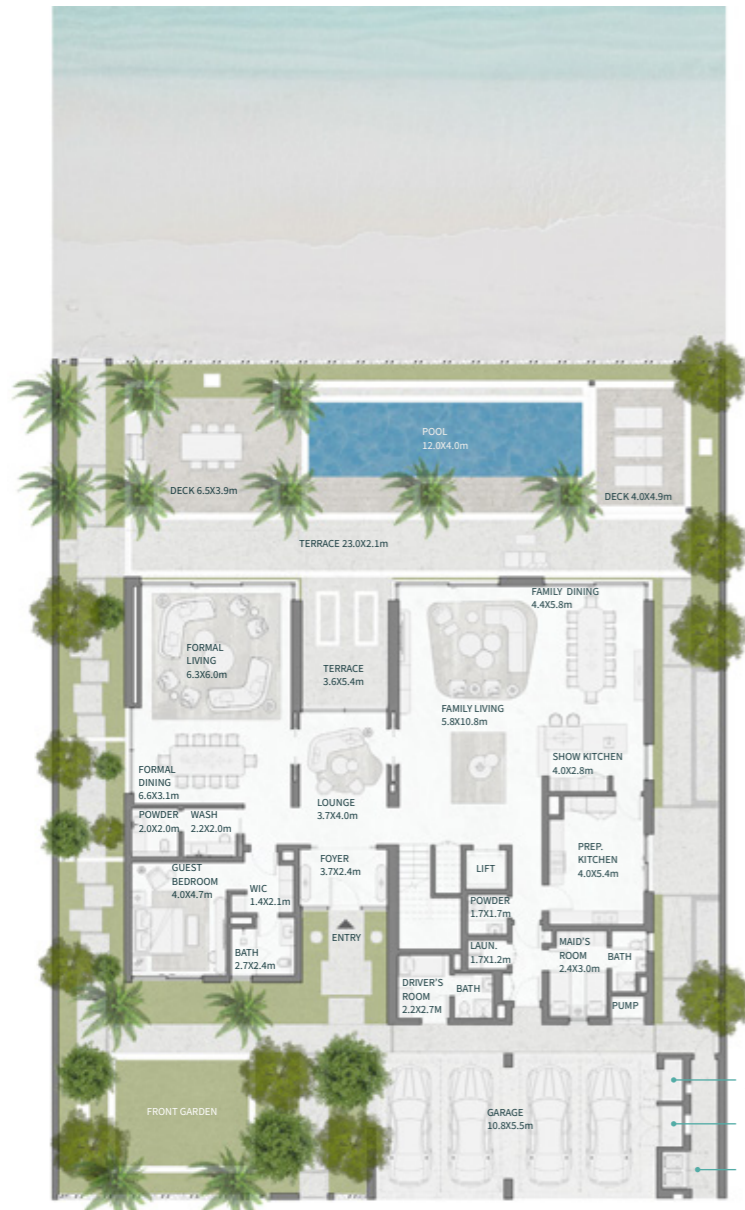 POOL
12.0X4.0m
DECK 6.5X3.9m
DECK 4.0X4.9m
TERRACE 23.0X2.1m
FAMILY DINING
4.4X5.8m
FORMAL
LIVING
6.3X6.0m
TERRACE
3.6X5.4m
FAMILY LIVING
5.8X10.8m
SHOW KITCHEN
4.0X2.8m
FORMAL
DINING
6.6X3.1m
LOUNGE
3.7X4.0m
POWDER
2.0X2.0m
WASH
2.2X2.0m
PREP.
KITCHEN
4.0X5.4m
FOYER
3.7X2.4m
LIFT
GUEST
BEDROOM
4.0X4.7m
WIC
1.4X2.1m
POWDER
1.7X1.7m
ENTRY
LAUN.
1.7X1.2m
MAID'S
ROOM
2.4X3.0m
BATH
BATH
2.7X2.4m
DRIVER'S
ROOM
2.2X2.7M
BATH
PUMP
FRONT GARDEN
GARAGE
10.8X5.5m